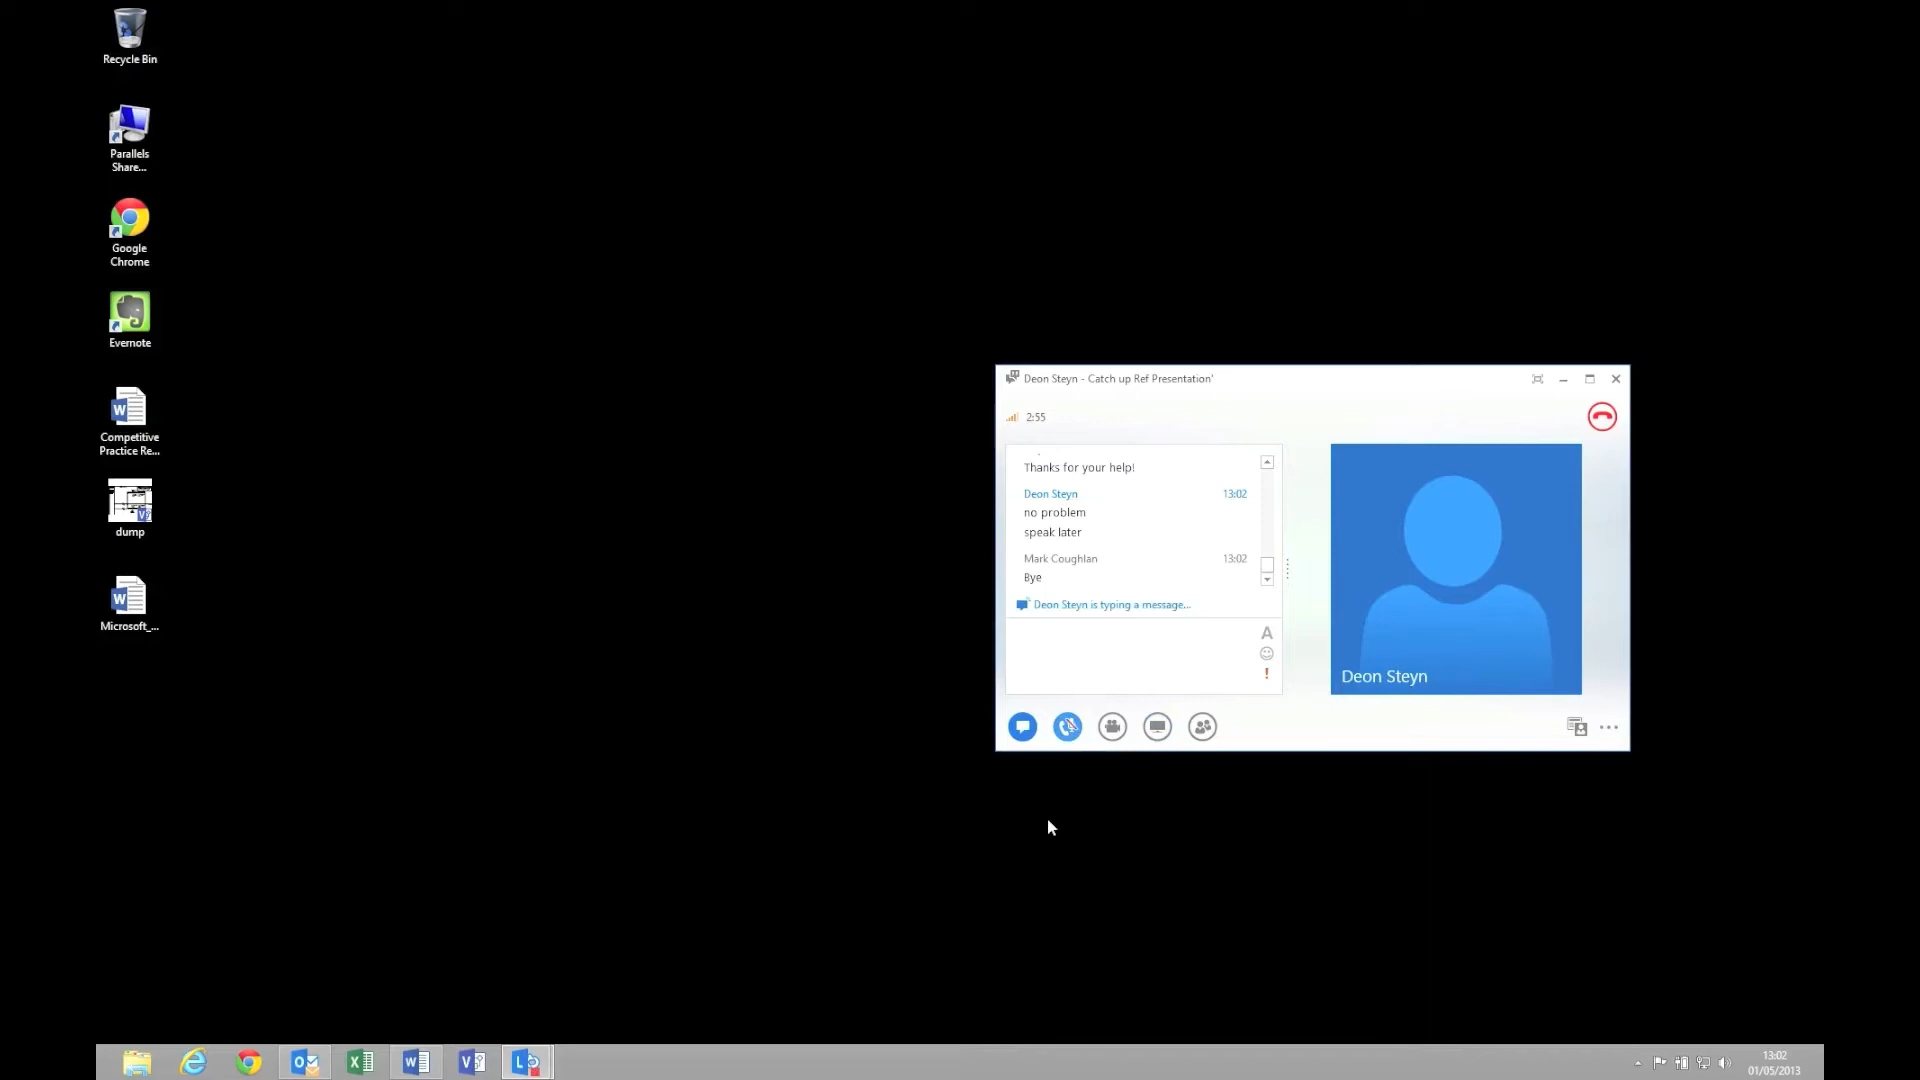 Recycle Bin
Parallels
Share...
Google
Chrome
Evernote
Competitive
Practice Re...
dump
Microsoft_...
Deon Steyn - Catch up Ref Presentation'
2:55
Thanks for your help!
Deon Steyn 13:02
no problem
speak later
Mark Coughlan 13:02
Bye
Deon Steyn is typing a message...
A
!
Deon Steyn
13:02
01/05/2013